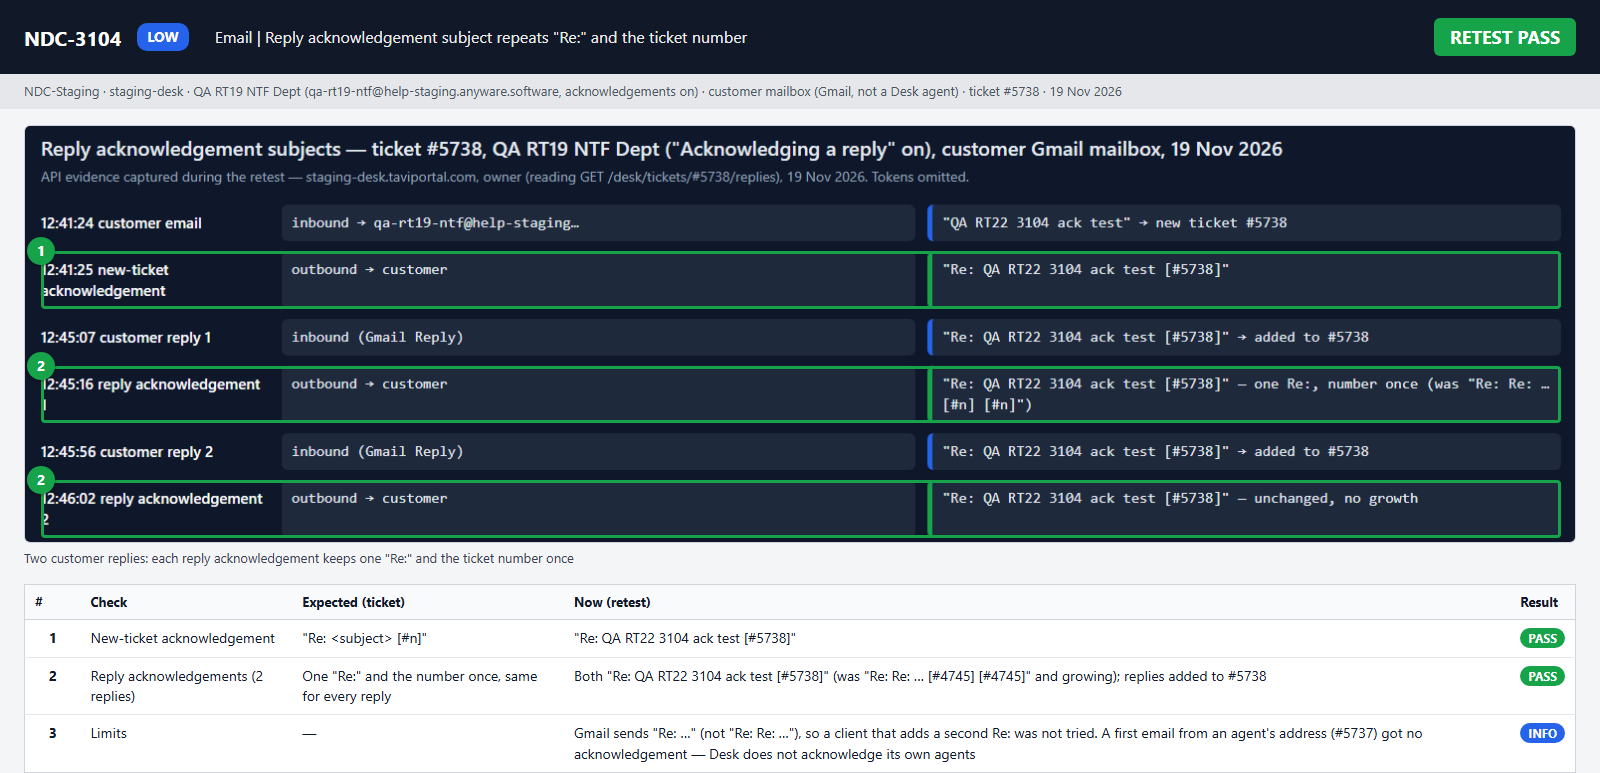 NDC-3104 LOW Email | Reply acknowledgement subject repeats "Re:" and the ticket number RETEST PASS
NDC-Staging · staging-desk · QA RT19 NTF Dept (qa-rt19-ntf@help-staging.anyware.software, acknowledgements on) · customer mailbox (Gmail, not a Desk agent) · ticket #5738 · 19 Nov 2026
Reply acknowledgement subjects — ticket #5738, QA RT19 NTF Dept ("Acknowledging a reply" on), customer Gmail mailbox, 19 Nov 2026
API evidence captured during the retest — staging-desk.taviportal.com, owner (reading GET /desk/tickets/#5738/replies), 19 Nov 2026. Tokens omitted.
12:41:24 customer email inbound → qa-rt19-ntf@help-staging… "QA RT22 3104 ack test" → new ticket #5738
1
12:41:25 new-ticket outbound → customer "Re: QA RT22 3104 ack test [#5738]"
acknowledgement
12:45:07 customer reply 1 inbound (Gmail Reply) "Re: QA RT22 3104 ack test [#5738]" → added to #5738
2
12:45:16 reply acknowledgement outbound → customer "Re: QA RT22 3104 ack test [#5738]" — one Re:, number once (was "Re: Re: …
1 [#n] [#n]")
12:45:56 customer reply 2 inbound (Gmail Reply) "Re: QA RT22 3104 ack test [#5738]" → added to #5738
2
12:46:02 reply acknowledgement outbound → customer "Re: QA RT22 3104 ack test [#5738]" — unchanged, no growth
2
Two customer replies: each reply acknowledgement keeps one "Re:" and the ticket number once
# Check Expected (ticket) Now (retest) Result
1 New-ticket acknowledgement "Re: <subject> [#n]" "Re: QA RT22 3104 ack test [#5738]" PASS
2 Reply acknowledgements (2 One "Re:" and the number once, same Both "Re: QA RT22 3104 ack test [#5738]" (was "Re: Re: … [#4745] [#4745]" and growing); replies added to #5738 PASS
replies) for every reply
3 Limits — Gmail sends "Re: …" (not "Re: Re: …"), so a client that adds a second Re: was not tried. A first email from an agent's address (#5737) got no INFO
acknowledgement — Desk does not acknowledge its own agents